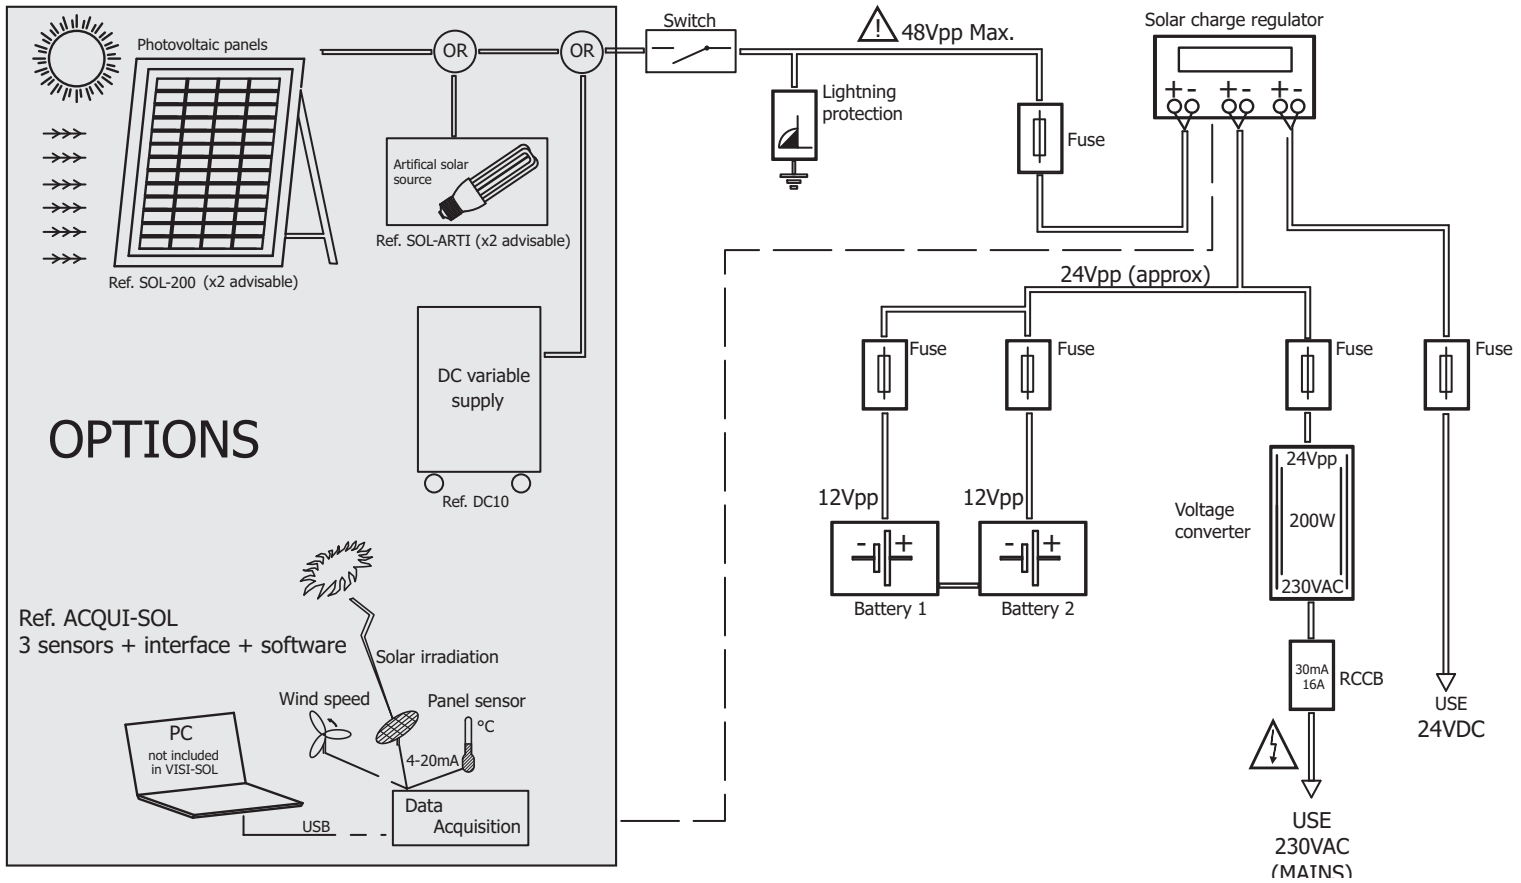 Photovoltaic panels
OR
OR
Switch
48Vpp Max.
Solar charge regulator
+ - + - + -
Lightning
protection
Fuse
Artifical solar
source
Ref. SOL-ARTI (x2 advisable)
Ref. SOL-200 (x2 advisable)
24Vpp (approx)
DC variable
supply
Ref. DC10
OPTIONS
Fuse
Fuse
Fuse
Fuse
12Vpp
12Vpp
- +
- +
Battery 1
Battery 2
Voltage
converter
24Vpp
200W
230VAC
30mA
16A
RCCB
USE
24VDC
USE
230VAC
(MAINS)
Ref. ACQUI-SOL
3 sensors + interface + software
Solar irradiation
Wind speed
Panel sensor
°C
4-20mA
PC
not included
in VISI-SOL
USB
Data
Acquisition